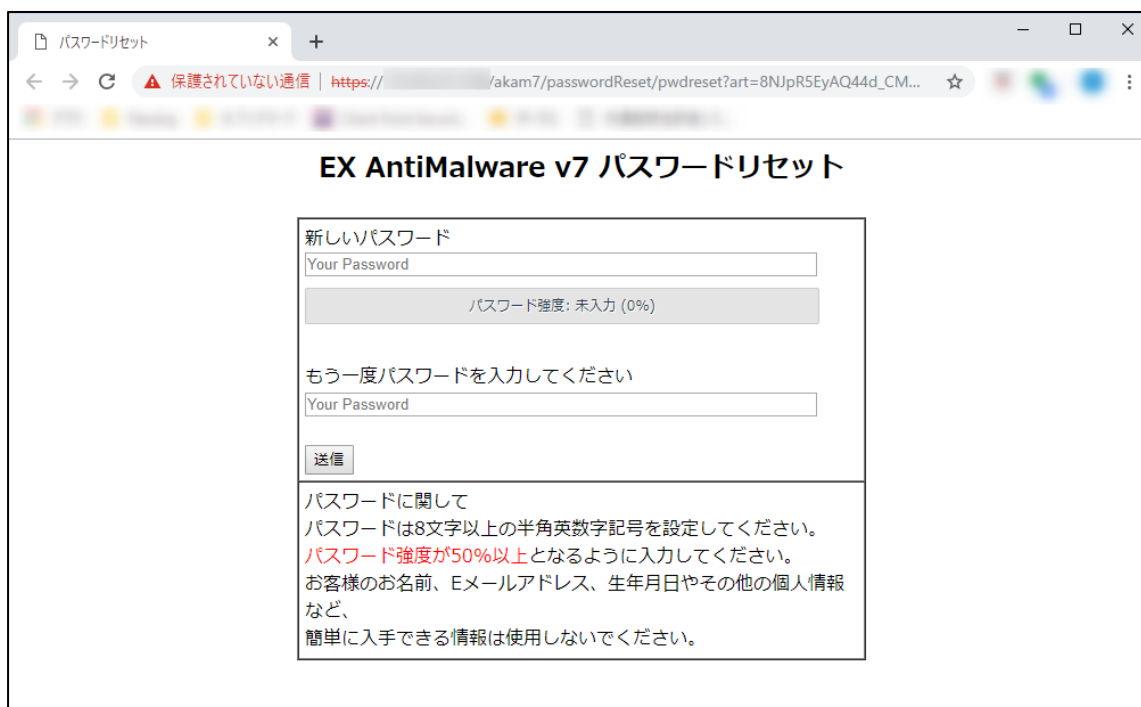 パスワードリセット
保護されていない通信 | https:// /akam7/passwordReset/pwdreset?art=8NJpR5EyAQ44d_CM...
EX AntiMalware v7 パスワードリセット
新しいパスワード
Your Password
パスワード強度: 未入力 (0%)
もう一度パスワードを入力してください
Your Password
送信
パスワードに関して
パスワードは8文字以上の半角英数字記号を設定してください。
パスワード強度が50%以上となるように入力してください。
お客様のお名前、Eメールアドレス、生年月日やその他の個人情報
など、
簡単に入手できる情報は使用しないでください。